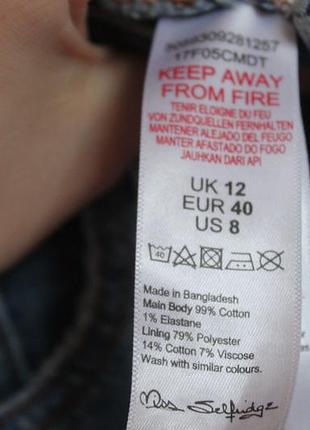 17F05CMDT
KEEP AWAY
FROM FIRE
TENIR ELOIGNE DU FEU
VON ZUNDQUELLEN FERNHALTEN
MANTENER ALEJADO DEL FUEGO
MANTER AFASTADO DO FOGO
JAUHKAN DARI API
UK 12
EUR 40
US 8
40
Made in Bangladesh
Main Body 99% Cotton
1% Elastane
Lining 79% Polyester
14% Cotton 7% Viscose
Wash with similar colours.
Miss Selfridge